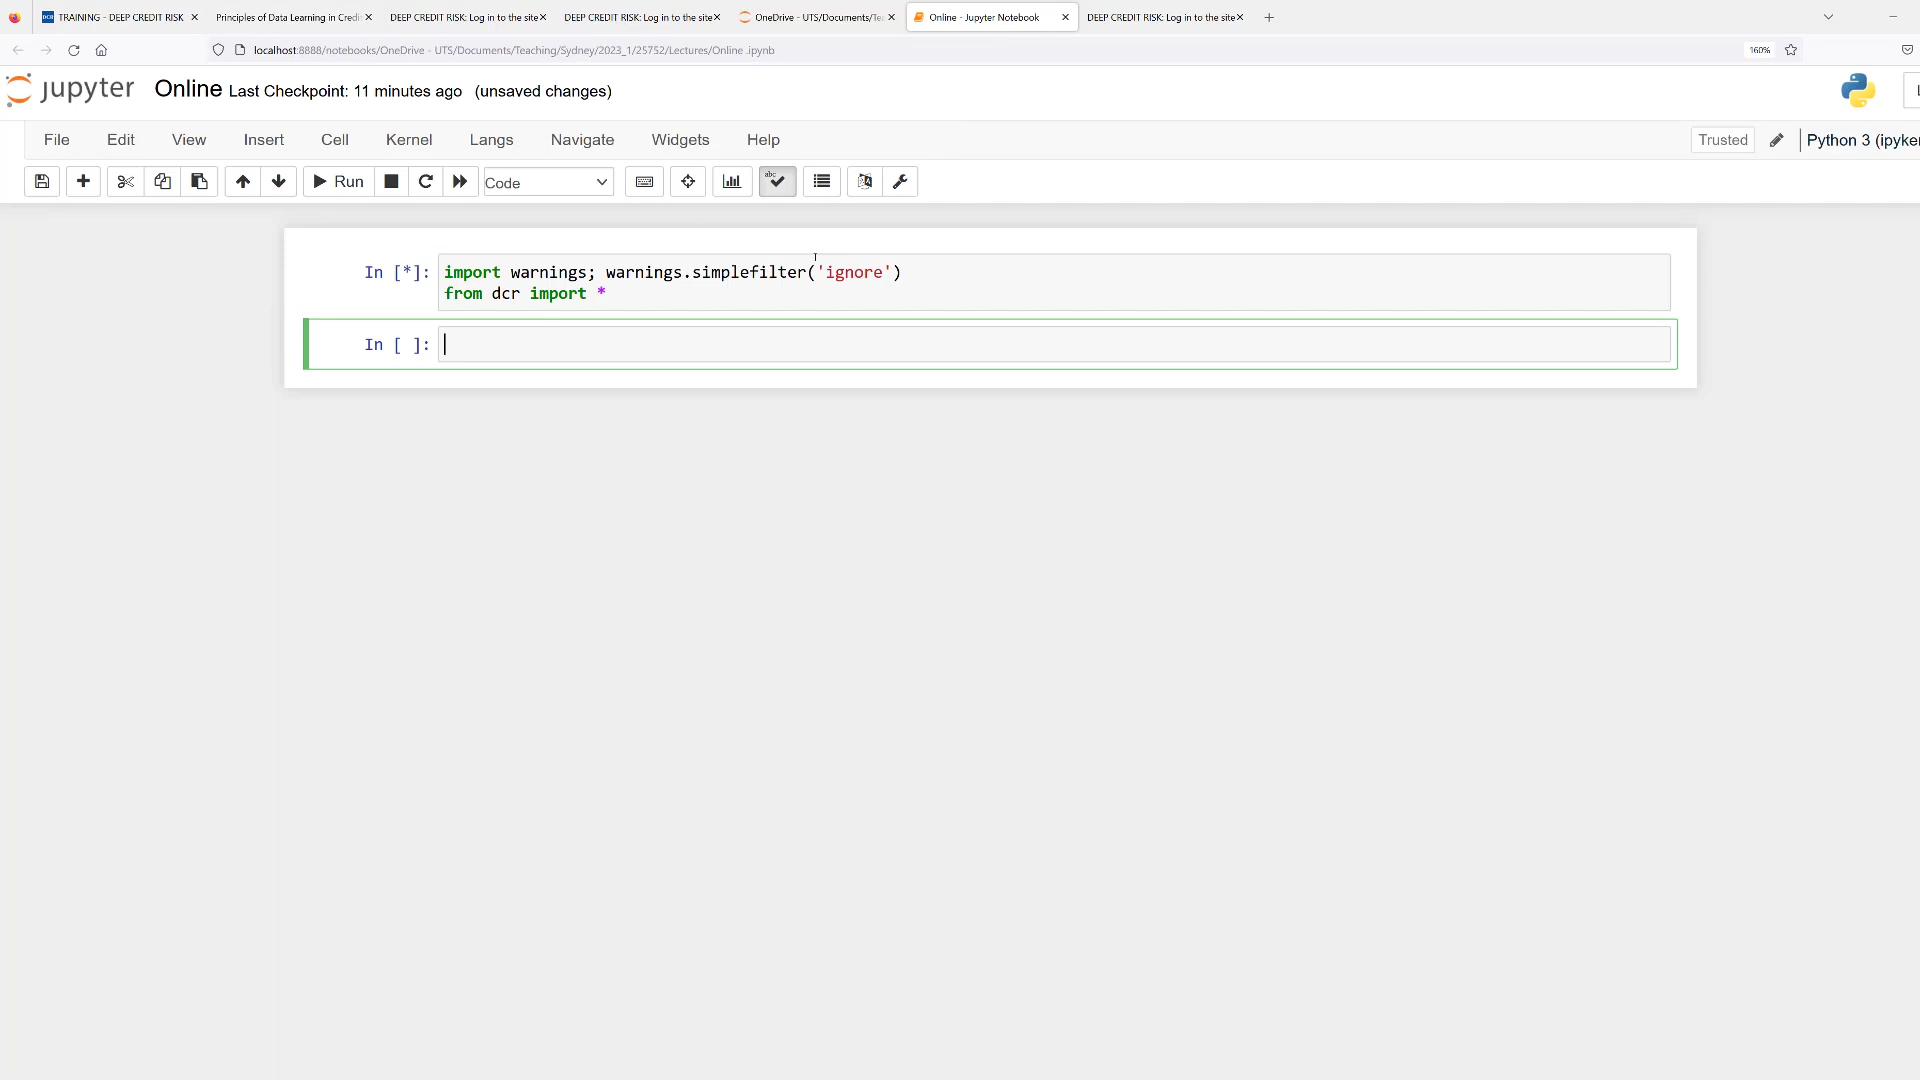 TRAINING - DEEP CREDIT RISK
Principles of Data Learning in Credi
DEEP CREDIT RISK: Log in to the site
DEEP CREDIT RISK: Log in to the site
OneDrive - UTS/Documents/Tea
Online - Jupyter Notebook
DEEP CREDIT RISK: Log in to the site
localhost:8888/notebooks/OneDrive - UTS/Documents/Teaching/Sydney/2023_1/25752/Lectures/Online .ipynb
160%
jupyter Online Last Checkpoint: 11 minutes ago (unsaved changes)
File Edit View Insert Cell Kernel Langs Navigate Widgets Help
Trusted
Python 3 (ipyker
Run
Code
abc
In [*]: import warnings; warnings.simplefilter('ignore')
from dcr import *
In [ ]: